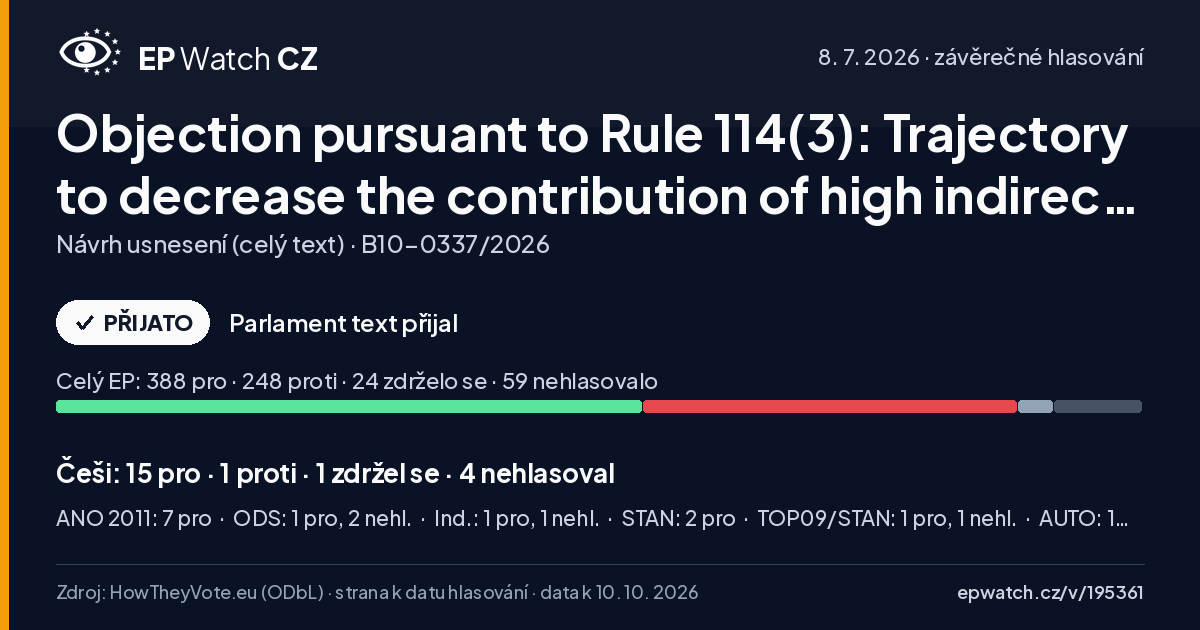 EP Watch CZ
8. 7. 2026 · závěrečné hlasování
Objection pursuant to Rule 114(3): Trajectory
to decrease the contribution of high indirec…
Návrh usnesení (celý text) · B10-0337/2026
✓ PŘIJATO
Parlament text přijal
Celý EP: 388 pro · 248 proti · 24 zdrželo se · 59 nehlasovalo
Češi: 15 pro · 1 proti · 1 zdržel se · 4 nehlasoval
ANO 2011: 7 pro · ODS: 1 pro, 2 nehl. · Ind.: 1 pro, 1 nehl. · STAN: 2 pro · TOP09/STAN: 1 pro, 1 nehl. · AUTO: 1…
Zdroj: HowTheyVote.eu (ODbL) · strana k datu hlasování · data k 10. 10. 2026
epwatch.cz/v/195361